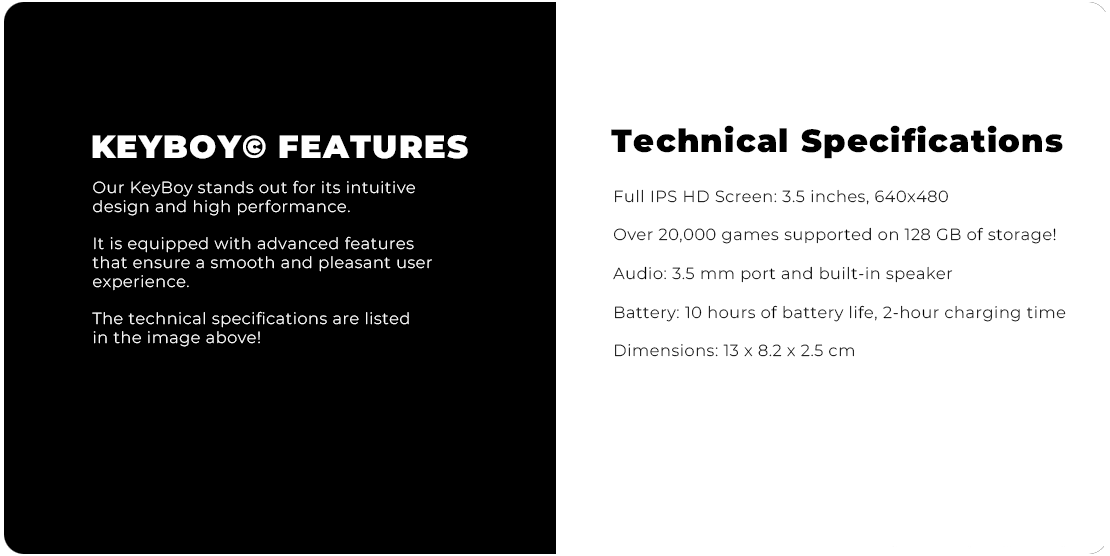 KEYBOY© FEATURES
Our KeyBoy stands out for its intuitive
design and high performance.
It is equipped with advanced features
that ensure a smooth and pleasant user
experience.
The technical specifications are listed
in the image above!
Technical Specifications
Full IPS HD Screen: 3.5 inches, 640x480
Over 20,000 games supported on 128 GB of storage!
Audio: 3.5 mm port and built-in speaker
Battery: 10 hours of battery life, 2-hour charging time
Dimensions: 13 x 8.2 x 2.5 cm